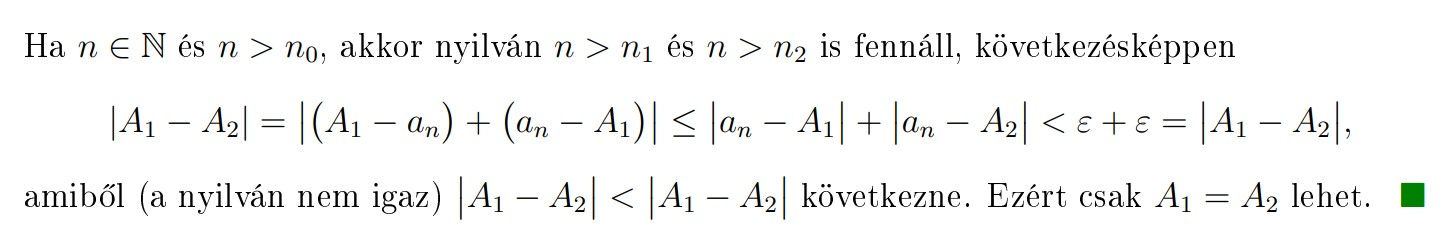 Ha n ∈ ℕ és n > n₀, akkor nyilván n > n₁ és n > n₂ is fennáll, következésképpen
|A₁ − A₂| = |(A₁ − aₙ) + (aₙ − A₁)| ≤ |aₙ − A₁| + |aₙ − A₂| < ε + ε = |A₁ − A₂|,
amiből (a nyilván nem igaz) |A₁ − A₂| < |A₁ − A₂| következne. Ezért csak A₁ = A₂ lehet. ■